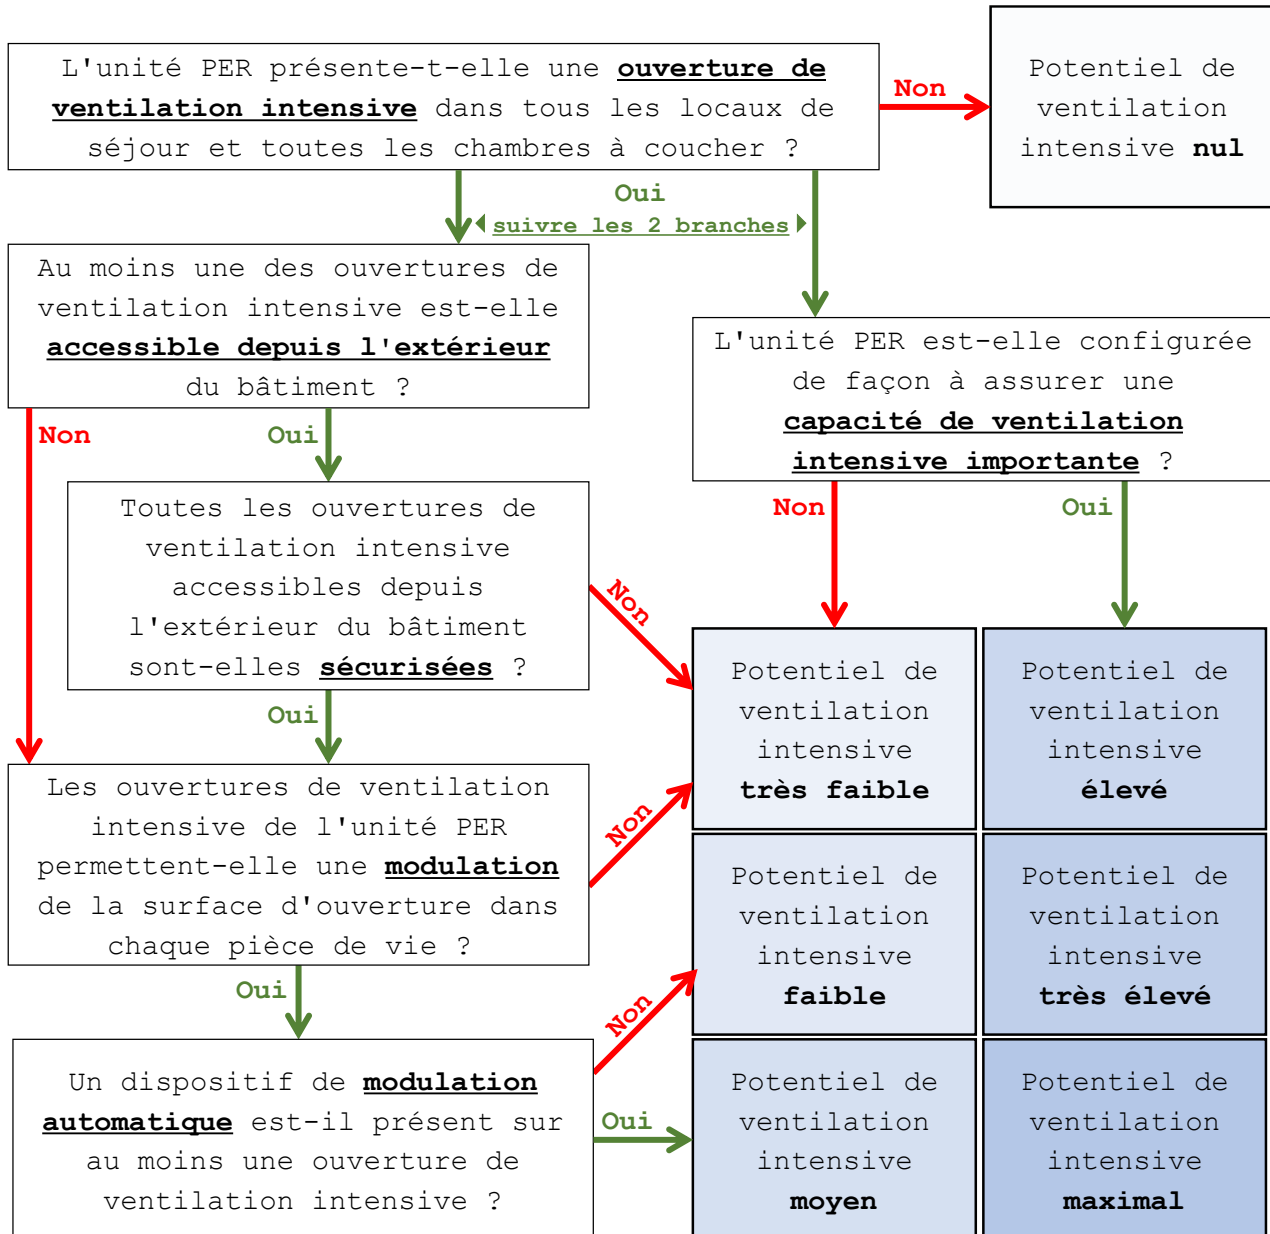 L'unité PER présente-t-elle une ouverture de
ventilation intensive dans tous les locaux de
séjour et toutes les chambres à coucher ?
Non
Potentiel de
ventilation
intensive nul
Oui
suivre les 2 branches
Au moins une des ouvertures de
ventilation intensive est-elle
accessible depuis l'extérieur
du bâtiment ?
L'unité PER est-elle configurée
de façon à assurer une
capacité de ventilation
intensive importante ?
Non
Oui
Non
Oui
Toutes les ouvertures de
ventilation intensive
accessibles depuis
l'extérieur du bâtiment
sont-elles sécurisées ?
Non
Oui
Potentiel de
ventilation
intensive
très faible
Potentiel de
ventilation
intensive
élevé
Les ouvertures de ventilation
intensive de l'unité PER
permettent-elle une modulation
de la surface d'ouverture dans
chaque pièce de vie ?
Non
Oui
Potentiel de
ventilation
intensive
faible
Potentiel de
ventilation
intensive
très élevé
Un dispositif de modulation
automatique est-il présent sur
au moins une ouverture de
ventilation intensive ?
Non
Oui
Potentiel de
ventilation
intensive
moyen
Potentiel de
ventilation
intensive
maximal